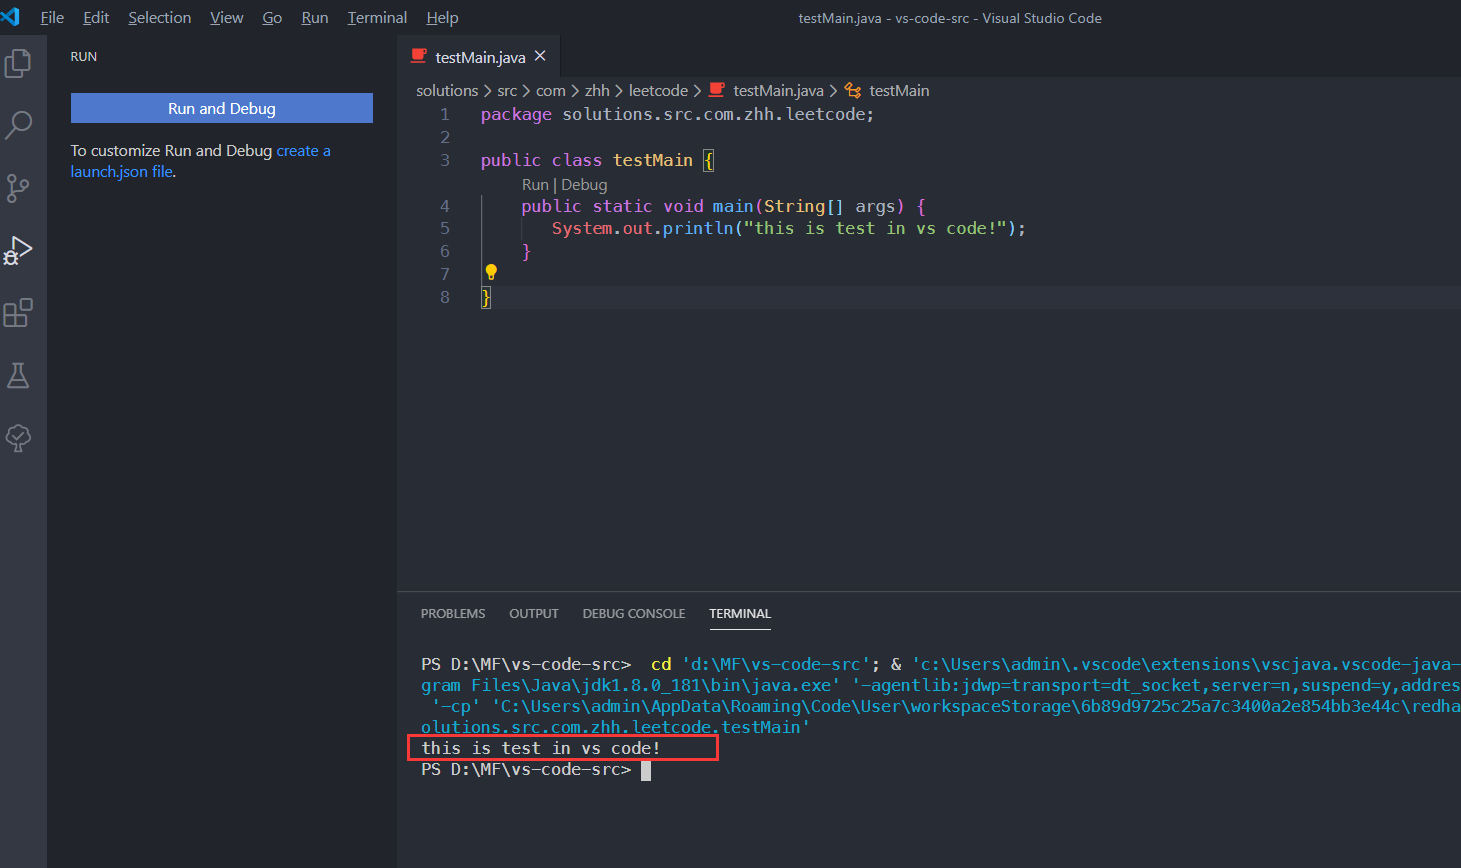 File Edit Selection View Go Run Terminal Help
testMain.java - vs-code-src - Visual Studio Code
RUN
Run and Debug
To customize Run and Debug create a
launch.json file.
testMain.java
solutions > src > com > zhh > leetcode > testMain.java > testMain
1 package solutions.src.com.zhh.leetcode;
2
3 public class testMain {
Run | Debug
4 public static void main(String[] args) {
5 System.out.println("this is test in vs code!");
6 }
7
8 }
PROBLEMS OUTPUT DEBUG CONSOLE TERMINAL
PS D:\MF\vs-code-src>  cd 'd:\MF\vs-code-src'; & 'c:\Users\admin\.vscode\extensions\vscjava.vscode-java-
gram Files\Java\jdk1.8.0_181\bin\java.exe' '-agentlib:jdwp=transport=dt_socket,server=n,suspend=y,addres
'-cp' 'C:\Users\admin\AppData\Roaming\Code\User\workspaceStorage\6b89d9725c25a7c3400a2e854bb3e44c\redha
olutions.src.com.zhh.leetcode.testMain'
this is test in vs code!
PS D:\MF\vs-code-src>